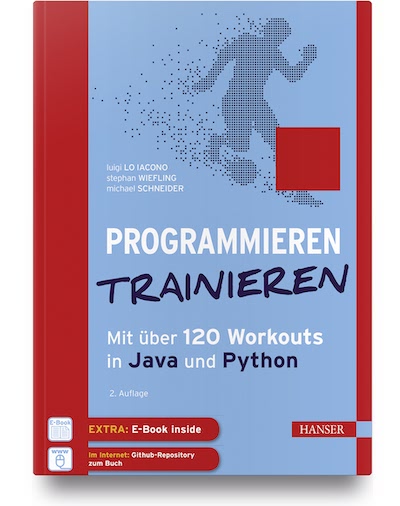 luigi LO IACONO
stephan WIEFLING
michael SCHNEIDER
PROGRAMMIEREN
TRAINIEREN
Mit über 120 Workouts
in Java und Python
2. Auflage
E-Book
EXTRA: E-Book inside
www
Im Internet: Github-Repository
zum Buch
HANSER